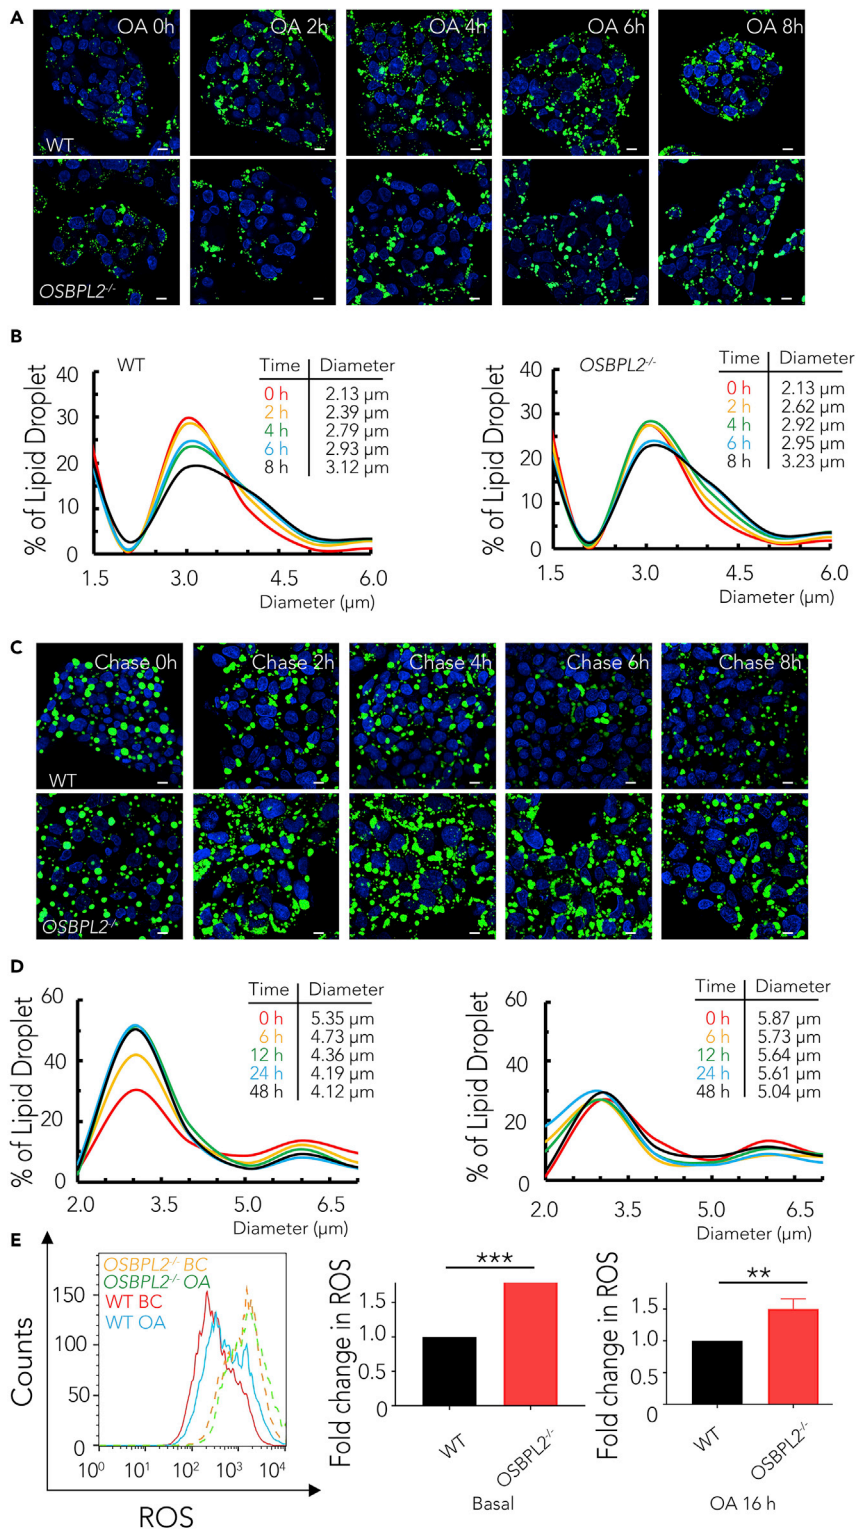 A
OA 0h OA 2h OA 4h OA 6h OA 8h
WT
OSBPL2-/-
B
WT
Time Diameter
0 h 2.13 µm
2 h 2.39 µm
4 h 2.79 µm
6 h 2.93 µm
8 h 3.12 µm
% of Lipid Droplet
40
30
20
10
0
1.5 3.0 4.5 6.0
Diameter (µm)
OSBPL2-/-
Time Diameter
0 h 2.13 µm
2 h 2.62 µm
4 h 2.92 µm
6 h 2.95 µm
8 h 3.23 µm
% of Lipid Droplet
40
30
20
10
0
1.5 3.0 4.5 6.0
Diameter (µm)
C
Chase 0h Chase 2h Chase 4h Chase 6h Chase 8h
WT
OSBPL2-/-
D
Time Diameter
0 h 5.35 µm
6 h 4.73 µm
12 h 4.36 µm
24 h 4.19 µm
48 h 4.12 µm
% of Lipid Droplet
60
40
20
0
2.0 3.5 5.0 6.5
Diameter (µm)
Time Diameter
0 h 5.87 µm
6 h 5.73 µm
12 h 5.64 µm
24 h 5.61 µm
48 h 5.04 µm
% of Lipid Droplet
60
40
20
0
2.0 3.5 5.0 6.5
Diameter (µm)
E
OSBPL2-/- BC
OSBPL2-/- OA
WT BC
WT OA
Counts
150
100
50
0
10^0 10^1 10^2 10^3 10^4
ROS
***
Fold change in ROS
1.5
1.0
0.5
0
WT OSBPL2-/-
Basal
**
Fold change in ROS
1.5
1.0
0.5
0
WT OSBPL2-/-
OA 16 h